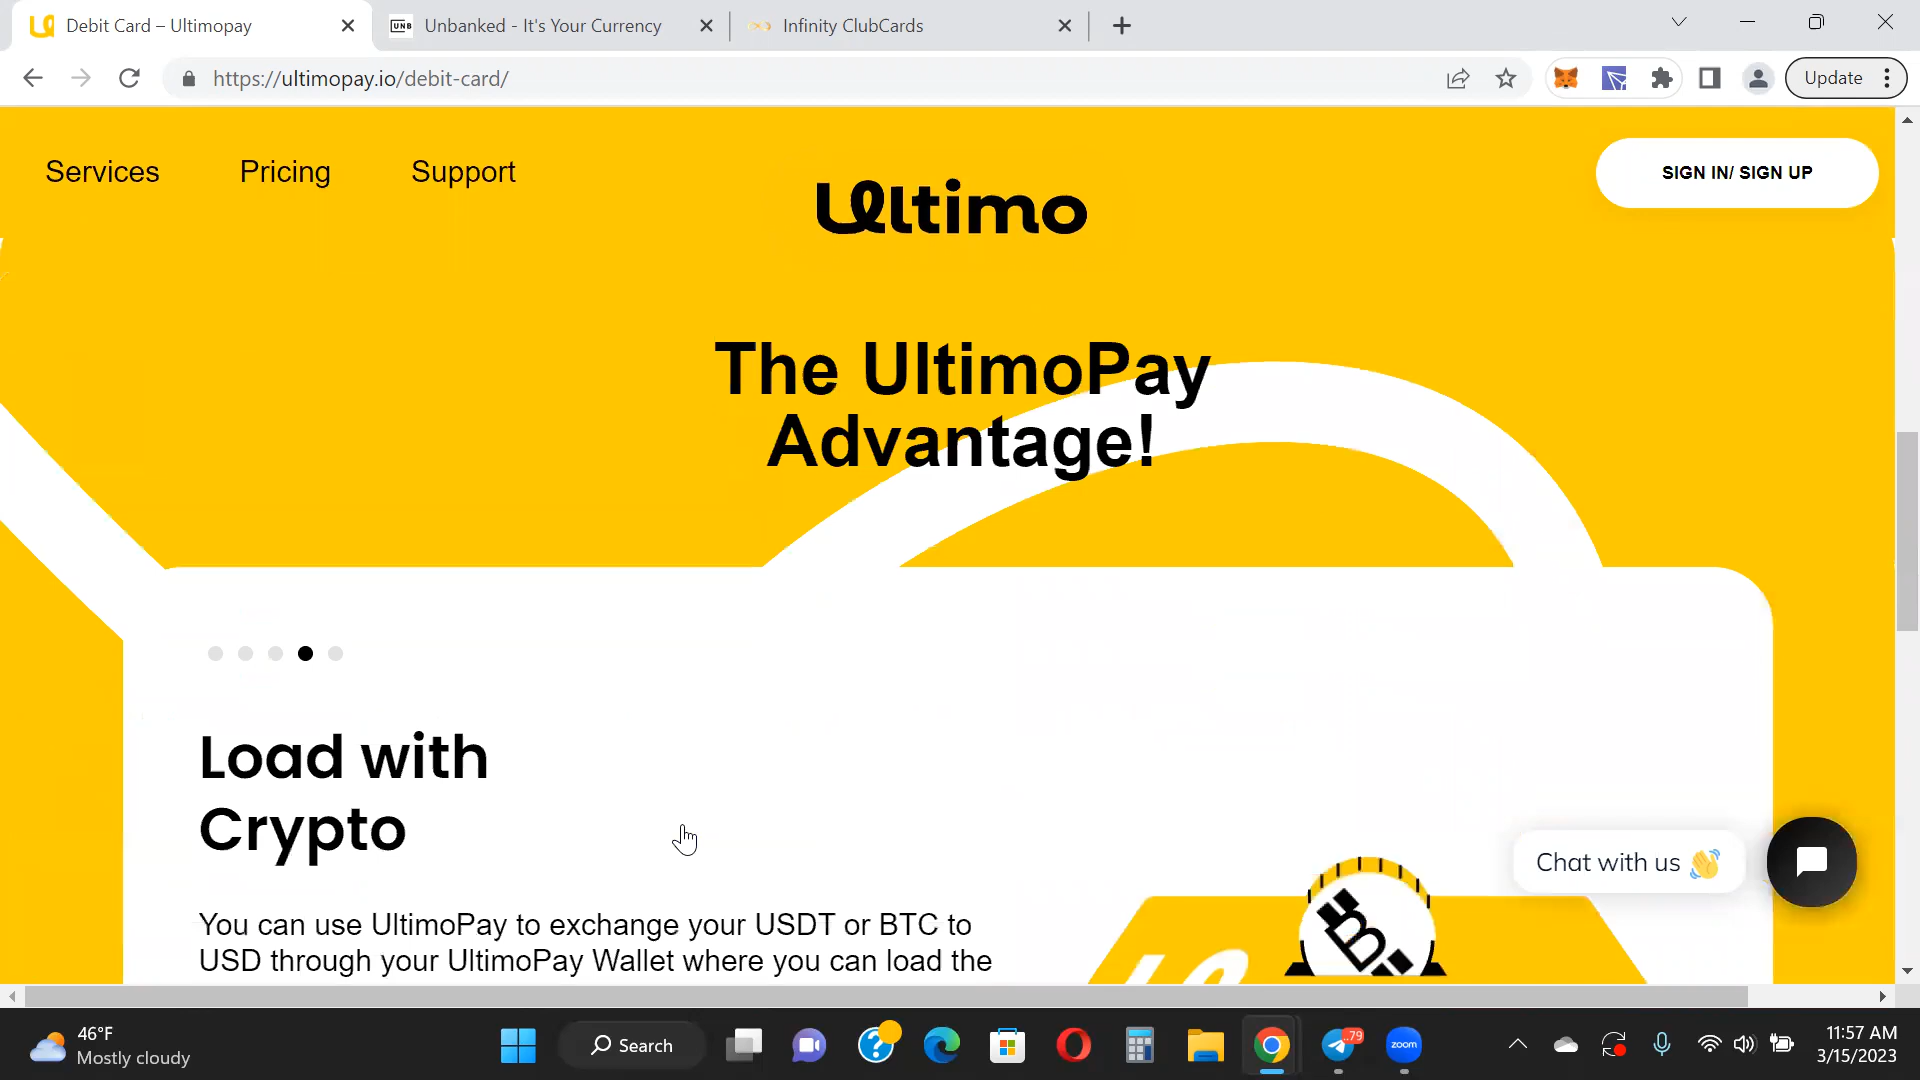 Debit Card – Ultimopay
Unbanked - It's Your Currency
Infinity ClubCards
https://ultimopay.io/debit-card/
Update
Services
Pricing
Support
Ultimo
SIGN IN/ SIGN UP
The UltimoPay
Advantage!
Load with
Crypto
You can use UltimoPay to exchange your USDT or BTC to
USD through your UltimoPay Wallet where you can load the
Chat with us 👋
46°F
Mostly cloudy
Search
..79
zoom
11:57 AM
3/15/2023